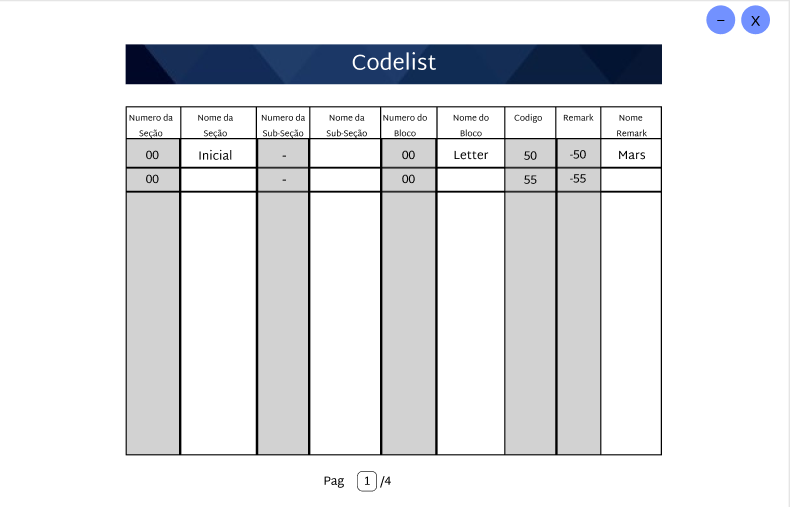 – X
Codelist
Numero da Seção Nome da Seção Numero da Sub-Seção Nome da Sub-Seção Numero do Bloco Nome do Bloco Codigo Remark Nome Remark
00 Inicial - 00 Letter 50 -50 Mars
00 - 00 55 -55
Pag 1 /4